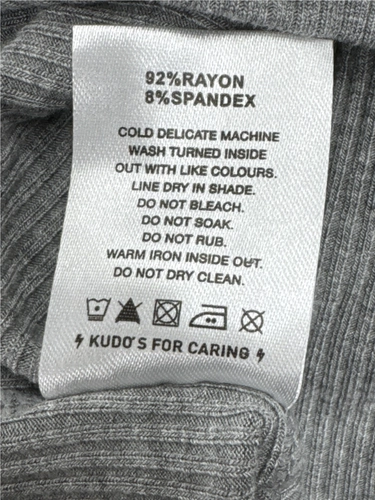 92%RAYON
8%SPANDEX
COLD DELICATE MACHINE
WASH TURNED INSIDE
OUT WITH LIKE COLOURS.
LINE DRY IN SHADE.
DO NOT BLEACH.
DO NOT SOAK.
DO NOT RUB.
WARM IRON INSIDE OUT.
DO NOT DRY CLEAN.
KUDO'S FOR CARING